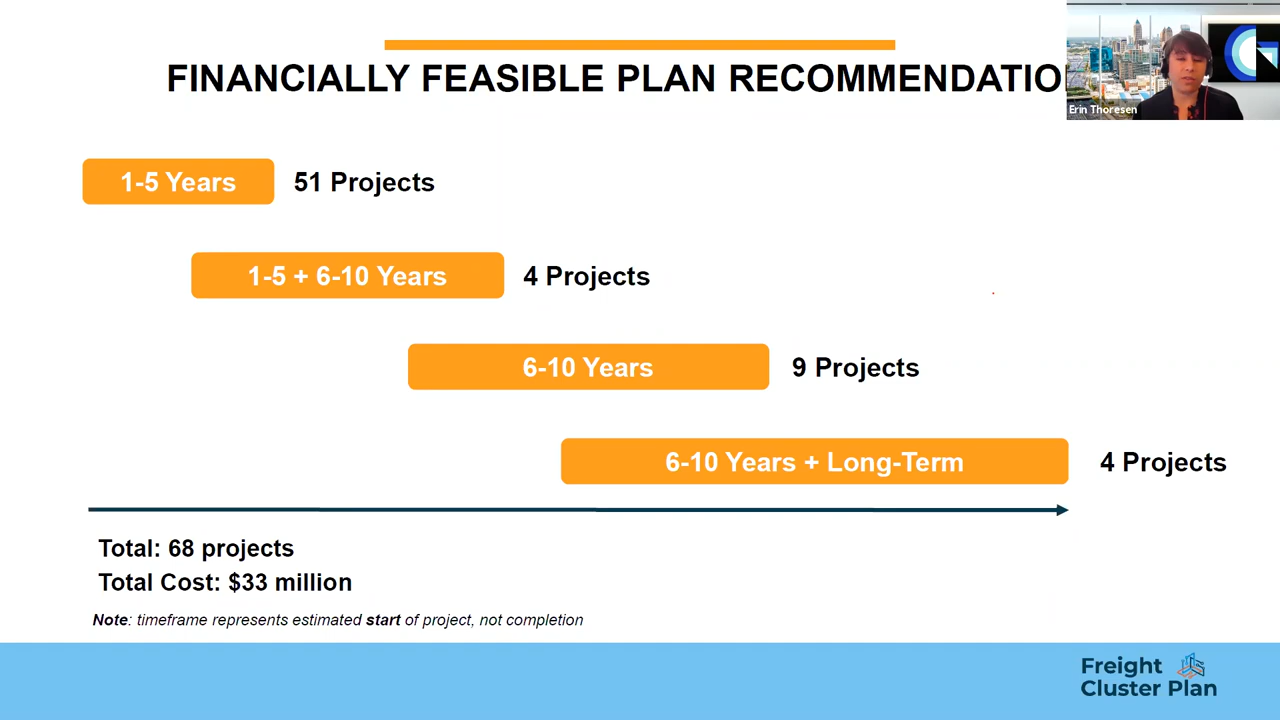 FINANCIALLY FEASIBLE PLAN RECOMMENDATIO
Erin Thoresen
1-5 Years
51 Projects
1-5 + 6-10 Years
4 Projects
6-10 Years
9 Projects
6-10 Years + Long-Term
4 Projects
Total: 68 projects
Total Cost: $33 million
Note: timeframe represents estimated start of project, not completion
Freight
Cluster Plan